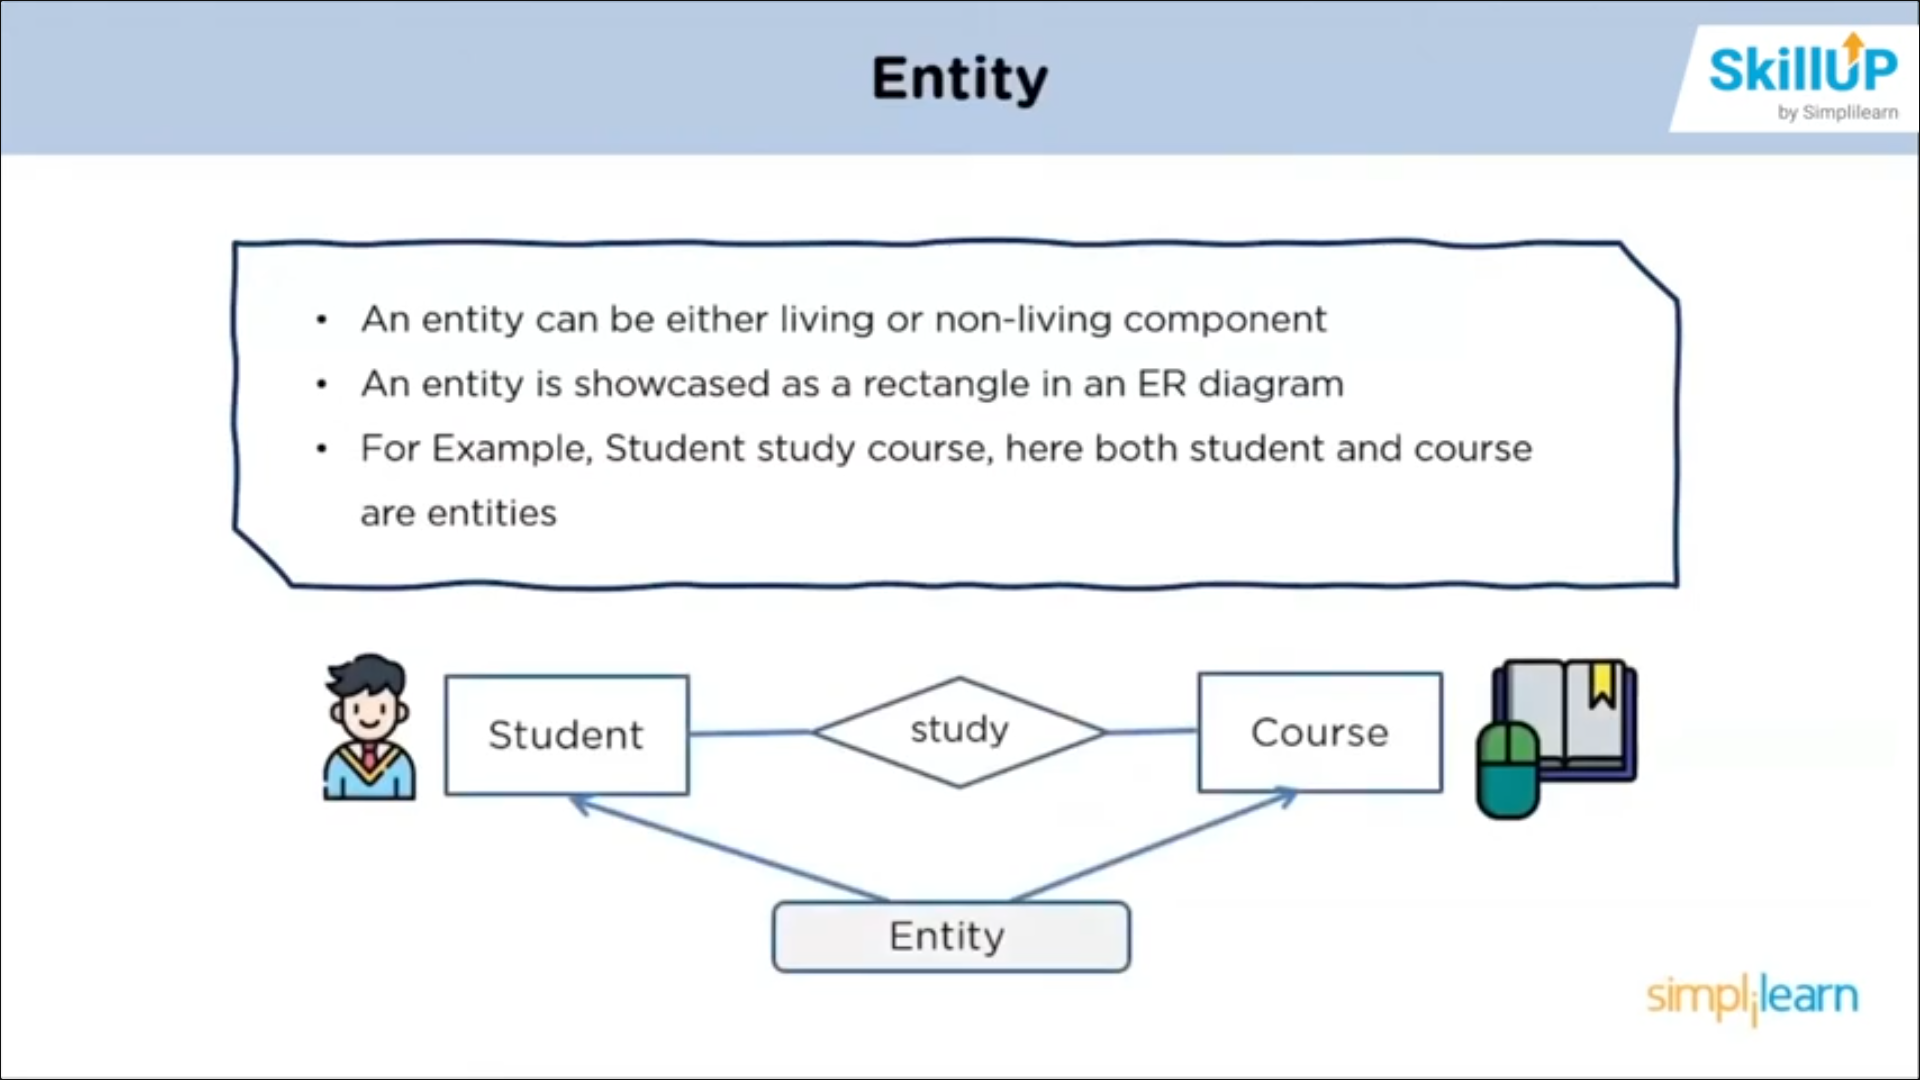 Entity
SkillUP
by Simplilearn
• An entity can be either living or non-living component
• An entity is showcased as a rectangle in an ER diagram
• For Example, Student study course, here both student and course
are entities
Student
study
Course
Entity
simplilearn